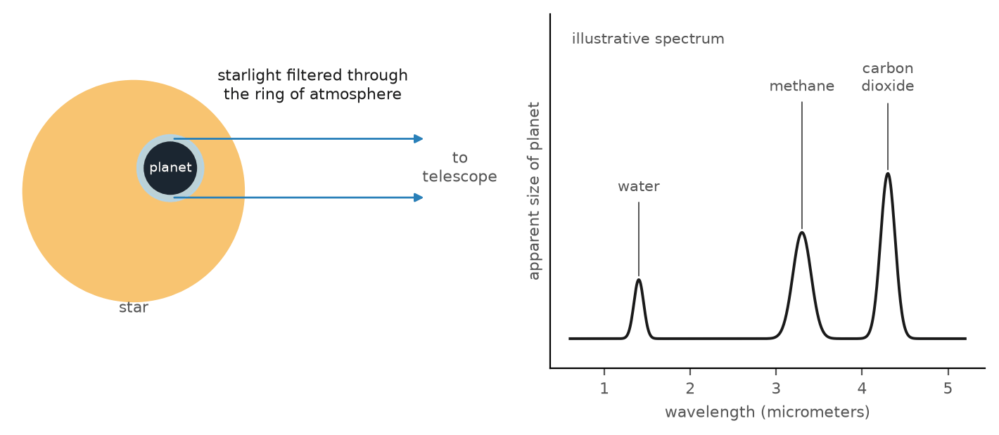 starlight filtered through
the ring of atmosphere
planet
to
telescope
star
illustrative spectrum
apparent size of planet
water
methane
carbon
dioxide
1
2
3
4
5
wavelength (micrometers)